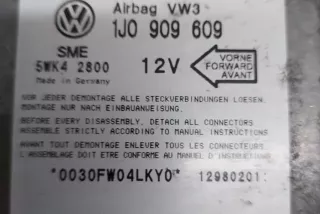 Airbag VW3
1J0 909 609
SME
5WK4 2800
Made in Germany
12V
VORNE
FORWARD
AVANT
VOR JEDER DEMONTAGE ALLE STECKVERBINDUNGEN LOESEN.
MONTAGE NUR NACH EINBAUANWEISUNG.
BEFORE EVERY DISASSEMBLY, DETACH ALL CONNECTORS
ASSEMBLE STRICTLY ACCORDING TO MANUAL INSTRUCTIONS
AVANT TOUT DEMONTAGE ENLEVER TOUS LES CONNECTEURS!
L'ASSEMBLAGE DOIT ETRE CONFORME AU MANUEL D'INSTRUCTIONS
*0030FW04LKY0* 12980201: